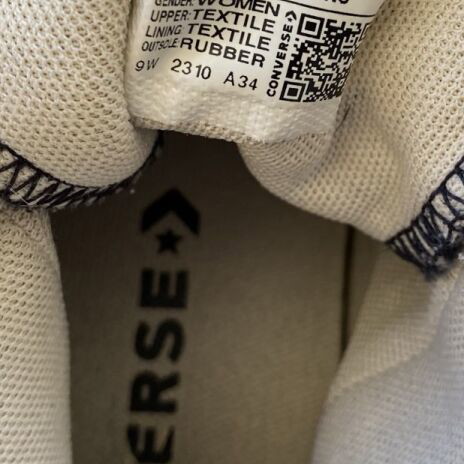 GENDER: WOMEN
UPPER: TEXTILE
LINING: TEXTILE
OUTSOLE: RUBBER
9W 2310 A34
CONVERSE
ERSE